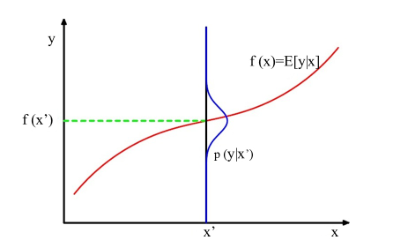 y
f (x)=E[y|x]
f (x')
p (y|x')
x'
x